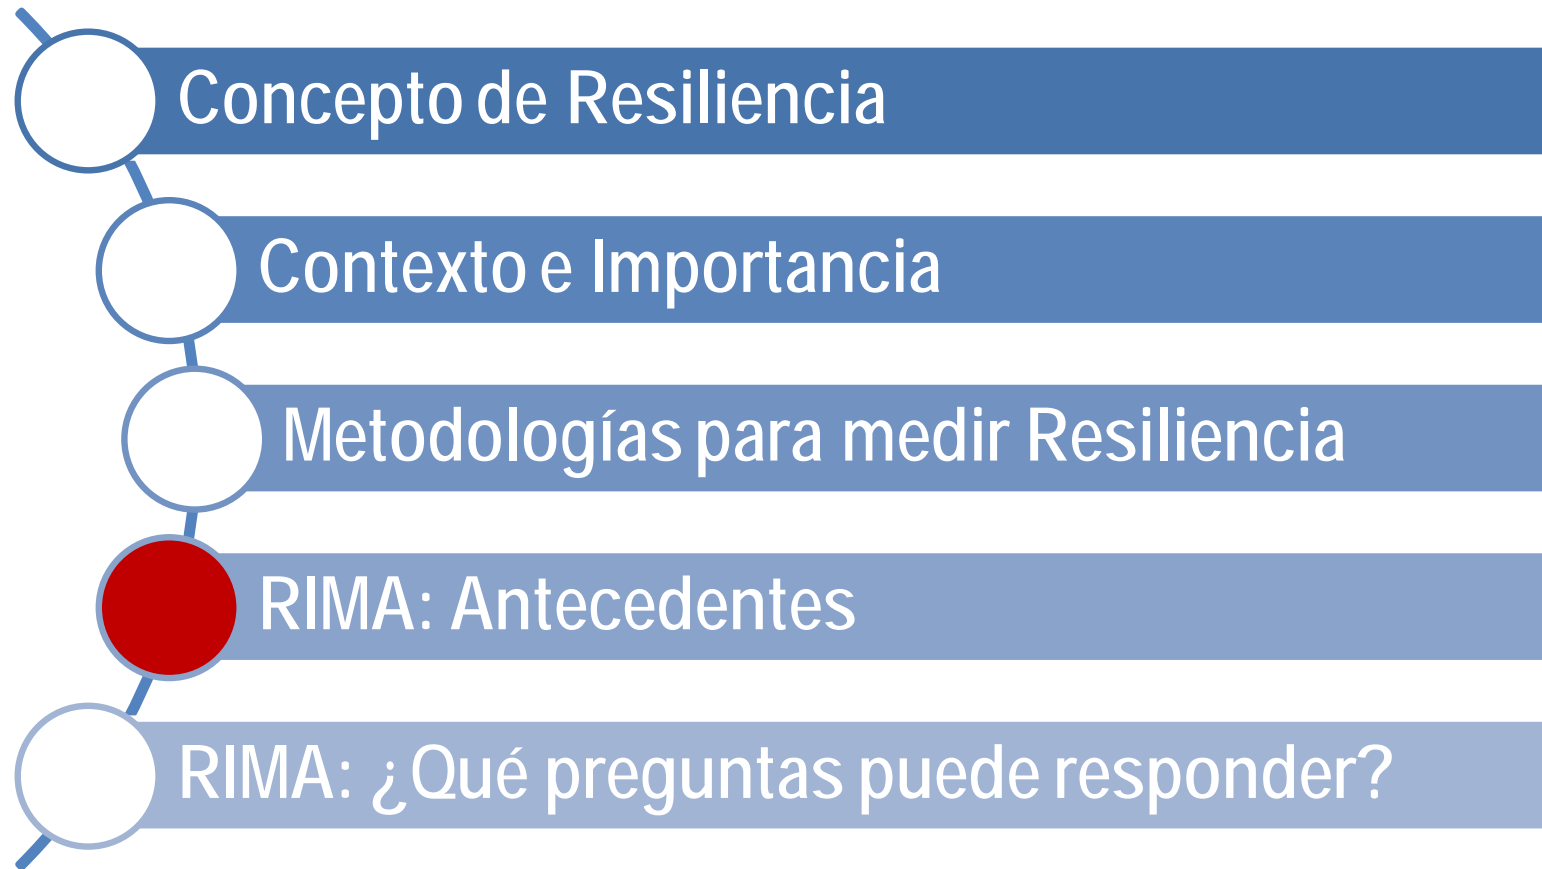 Concepto de Resiliencia
Contexto e Importancia
Metodologías para medir Resiliencia
RIMA: Antecedentes
RIMA: ¿Qué preguntas puede responder?